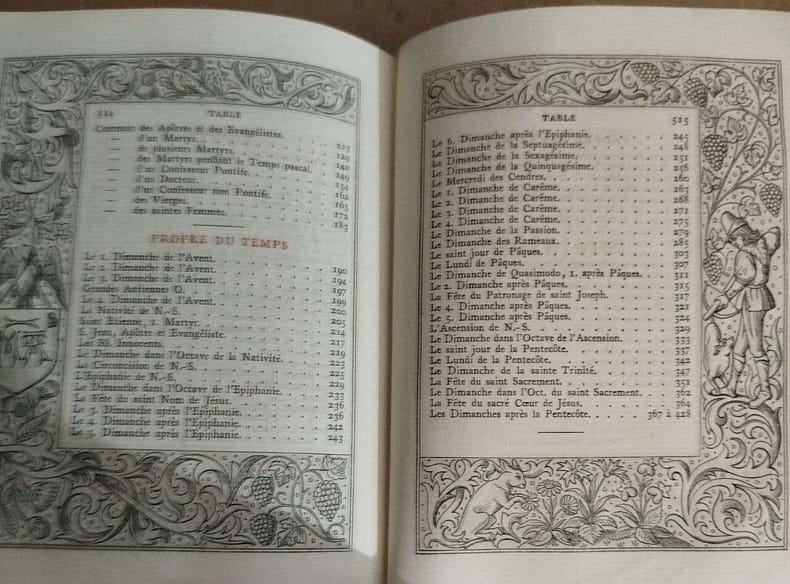 514 TABLE
Commun des Apôtres et des Evangélistes. 123
— d'un Martyr. 129
— de plusieurs Martyrs. 140
— des Martyrs pendant le Temps pascal. 149
— d'un Confesseur Pontife. 154
— d'un Docteur. 162
— d'un Confesseur non Pontife. 165
— des Vierges. 172
— des saintes Femmes. 183
PROPRE DU TEMPS
Le 1. Dimanche de l'Avent. 190
Le 2. Dimanche de l'Avent. 194
Le 3. Dimanche de l'Avent. 197
Grandes Antiennes O. 199
Le 4. Dimanche de l'Avent. 200
La Nativité de N.-S. 205
Saint Etienne, 1. Martyr. 214
S. Jean, Apôtre et Evangéliste. 217
Les SS. Innocents. 219
Le Dimanche dans l'Octave de la Nativité. 223
La Circoncision de N.-S. 225
L'Epiphanie de N.-S. 229
Le Dimanche dans l'Octave de l'Epiphanie. 233
La Fête du saint Nom de Jésus. 236
Le Dimanche après l'Epiphanie. 236
Le 4. Dimanche après l'Epiphanie.
Le 5. Dimanche après l'Epiphanie. 243
TABLE 515
Le 6. Dimanche après l'Epiphanie. 245
Le Dimanche de la Septuagésime. 248
Le Dimanche de la Sexagésime. 251
Le Dimanche de la Quinquagésime. 256
Le Mercredi des Cendres. 260
Le 1. Dimanche de Carême. 263
Le 2. Dimanche de Carême. 268
Le 3. Dimanche de Carême. 271
Le 4. Dimanche de Carême. 275
Le Dimanche de la Passion. 279
Le Dimanche des Rameaux. 285
Le saint jour de Pâques. 303
Le Lundi de Pâques. 307
Le Dimanche de Quasimodo, 1. après Pâques. 311
Le 2. Dimanche après Pâques. 315
La Fête du Patronage de saint Joseph. 317
Le 4. Dimanche après Pâques. 321
Le 5. Dimanche après Pâques. 324
L'Ascension de N.-S. 329
Le Dimanche dans l'Octave de l'Ascension. 333
Le saint jour de la Pentecôte. 337
Le Lundi de la Pentecôte. 342
Le Dimanche de la sainte Trinité. 347
La Fête du saint Sacrement. 351
Le Dimanche dans l'Oct. du saint Sacrement. 362
La Fête du sacré Cœur de Jésus. 364
Les Dimanches après la Pentecôte. 367 à 428